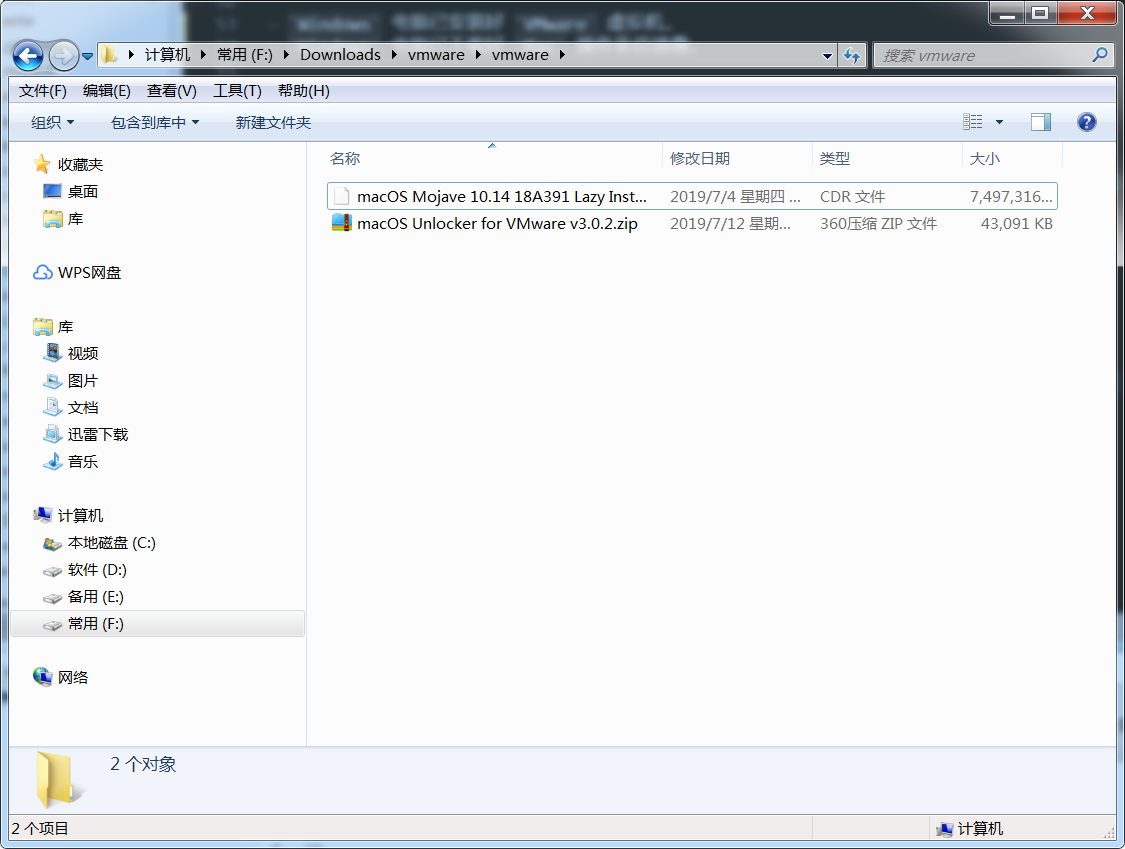 计算机 常用 (F:) Downloads vmware vmware
搜索 vmware
文件(F) 编辑(E) 查看(V) 工具(T) 帮助(H)
组织 包含到库中 新建文件夹
名称 修改日期 类型 大小
macOS Mojave 10.14 18A391 Lazy Inst... 2019/7/4 星期四 ... CDR 文件 7,497,316...
macOS Unlocker for VMware v3.0.2.zip 2019/7/12 星期... 360压缩 ZIP 文件 43,091 KB
收藏夹
桌面
库
WPS网盘
库
视频
图片
文档
迅雷下载
音乐
计算机
本地磁盘 (C:)
软件 (D:)
备用 (E:)
常用 (F:)
网络
2 个对象
2 个项目
计算机